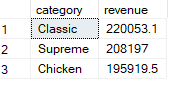 category revenue
1 Classic 220053.1
2 Supreme 208197
3 Chicken 195919.5